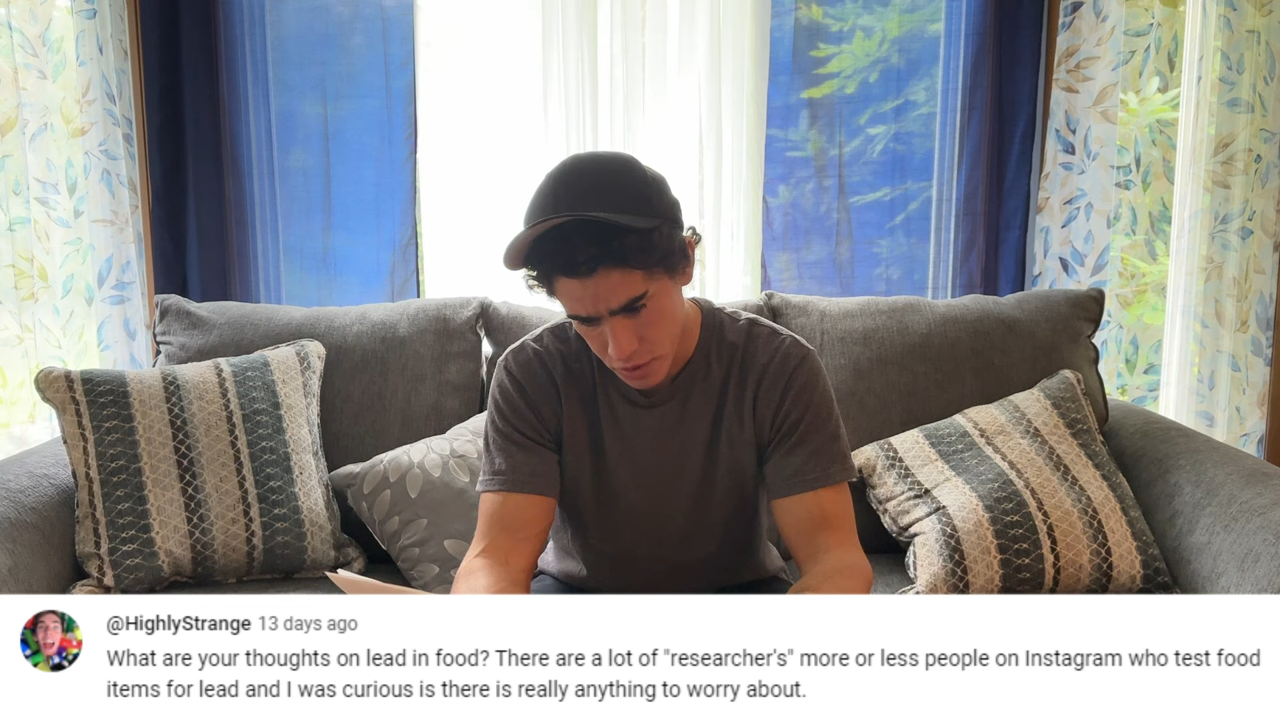 @HighlyStrange 13 days ago
What are your thoughts on lead in food? There are a lot of "researcher's" more or less people on Instagram who test food
items for lead and I was curious is there is really anything to worry about.